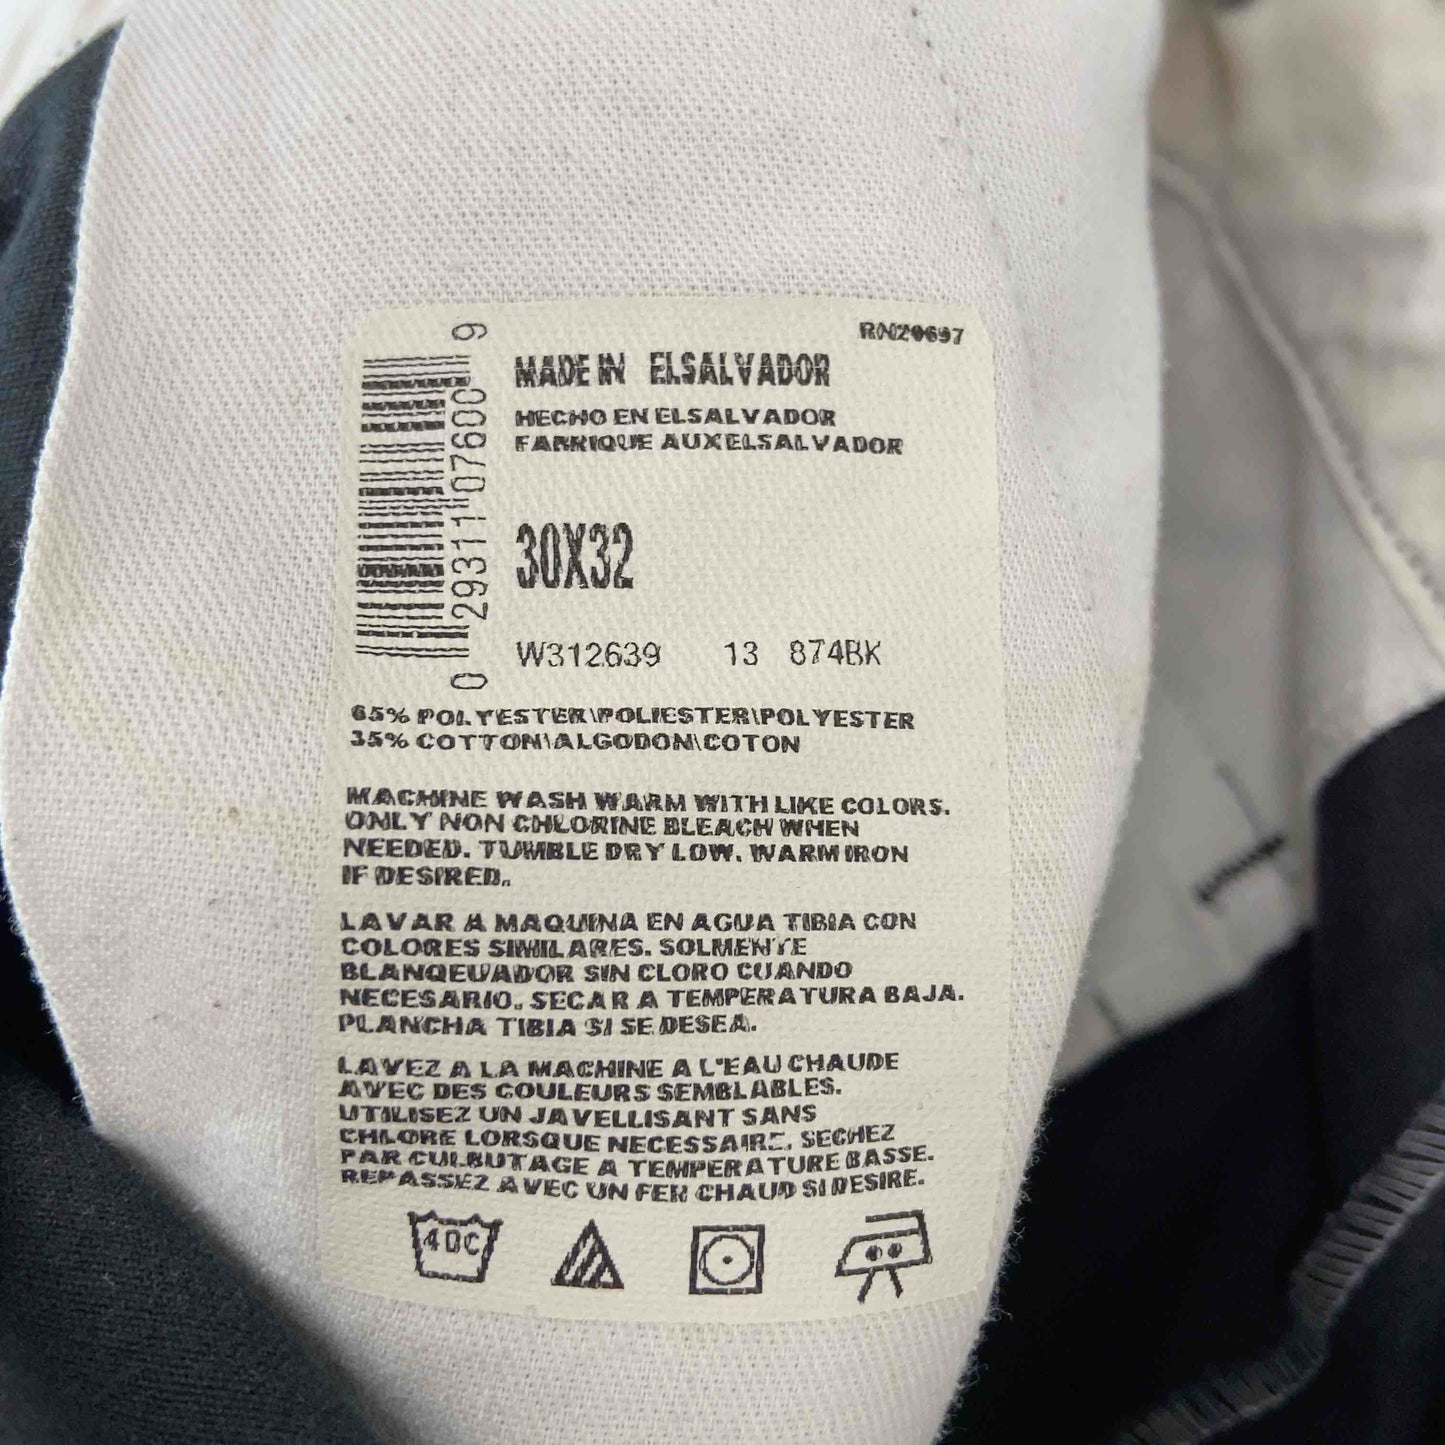 RN20697
MADE IN ELSALVADOR
HECHO EN ELSALVADOR
FABRIQUE AUXELSALVADOR
0 29311 07600 9
30X32
W312639 13 874BK
65% POLYESTER\POLIESTER\POLYESTER
35% COTTON\ALGODON\COTON
MACHINE WASH WARM WITH LIKE COLORS.
ONLY NON CHLORINE BLEACH WHEN
NEEDED. TUMBLE DRY LOW. WARM IRON
IF DESIRED.
LAVAR A MAQUINA EN AGUA TIBIA CON
COLORES SIMILARES. SOLMENTE
BLANQEUADOR SIN CLORO CUANDO
NECESARIO. SECAR A TEMPERATURA BAJA.
PLANCHA TIBIA SI SE DESEA.
LAVEZ A LA MACHINE A L'EAU CHAUDE
AVEC DES COULEURS SEMBLABLES.
UTILISEZ UN JAVELLISANT SANS
CHLORE LORSQUE NECESSAIRE. SECHEZ
PAR CULBUTAGE A TEMPERATURE BASSE.
REPASSEZ AVEC UN FER CHAUD SI DESIRE.
40C